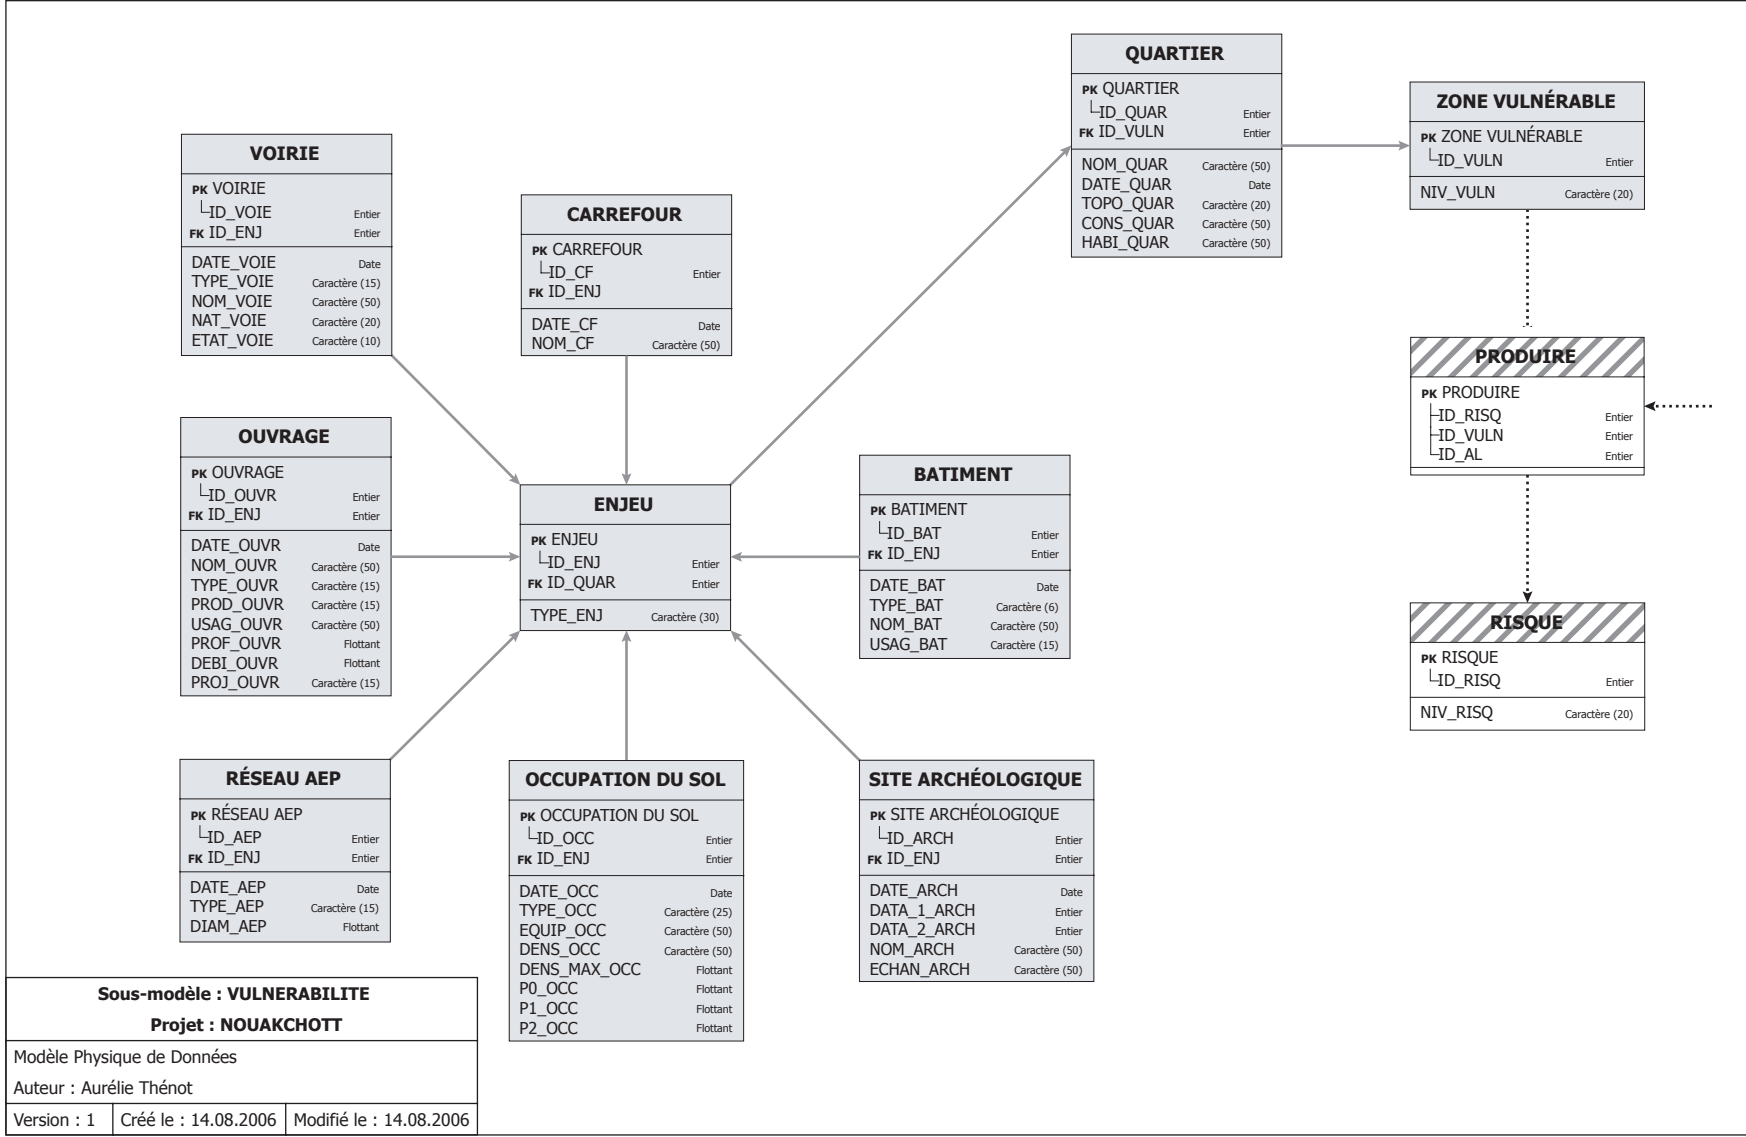 QUARTIER
PK QUARTIER
ID_QUAR Entier
FK ID_VULN Entier
NOM_QUAR Caractère (50)
DATE_QUAR Date
TOPO_QUAR Caractère (20)
CONS_QUAR Caractère (50)
HABI_QUAR Caractère (50)
ZONE VULNÉRABLE
PK ZONE VULNÉRABLE
ID_VULN Entier
NIV_VULN Caractère (20)
VOIRIE
PK VOIRIE
ID_VOIE Entier
FK ID_ENJ Entier
DATE_VOIE Date
TYPE_VOIE Caractère (15)
NOM_VOIE Caractère (50)
NAT_VOIE Caractère (20)
ETAT_VOIE Caractère (10)
CARREFOUR
PK CARREFOUR
ID_CF Entier
FK ID_ENJ
DATE_CF Date
NOM_CF Caractère (50)
PRODUIRE
PK PRODUIRE
ID_RISQ Entier
ID_VULN Entier
ID_AL Entier
OUVRAGE
PK OUVRAGE
ID_OUVR Entier
FK ID_ENJ Entier
DATE_OUVR Date
NOM_OUVR Caractère (50)
TYPE_OUVR Caractère (15)
PROD_OUVR Caractère (15)
USAG_OUVR Caractère (50)
PROF_OUVR Flottant
DEBI_OUVR Flottant
PROJ_OUVR Caractère (15)
ENJEU
PK ENJEU
ID_ENJ Entier
FK ID_QUAR Entier
TYPE_ENJ Caractère (30)
BATIMENT
PK BATIMENT
ID_BAT Entier
FK ID_ENJ Entier
DATE_BAT Date
TYPE_BAT Caractère (6)
NOM_BAT Caractère (50)
USAG_BAT Caractère (15)
RISQUE
PK RISQUE
ID_RISQ Entier
NIV_RISQ Caractère (20)
RÉSEAU AEP
PK RÉSEAU AEP
ID_AEP Entier
FK ID_ENJ Entier
DATE_AEP Date
TYPE_AEP Caractère (15)
DIAM_AEP Flottant
OCCUPATION DU SOL
PK OCCUPATION DU SOL
ID_OCC Entier
FK ID_ENJ Entier
DATE_OCC Date
TYPE_OCC Caractère (25)
EQUIP_OCC Caractère (50)
DENS_OCC Caractère (50)
DENS_MAX_OCC Flottant
P0_OCC Flottant
P1_OCC Flottant
P2_OCC Flottant
SITE ARCHÉOLOGIQUE
PK SITE ARCHÉOLOGIQUE
ID_ARCH Entier
FK ID_ENJ Entier
DATE_ARCH Date
DATA_1_ARCH Entier
DATA_2_ARCH Entier
NOM_ARCH Caractère (50)
ECHAN_ARCH Caractère (50)
Sous-modèle : VULNERABILITE
Projet : NOUAKCHOTT
Modèle Physique de Données
Auteur : Aurélie Thénot
Version : 1 Créé le : 14.08.2006 Modifié le : 14.08.2006